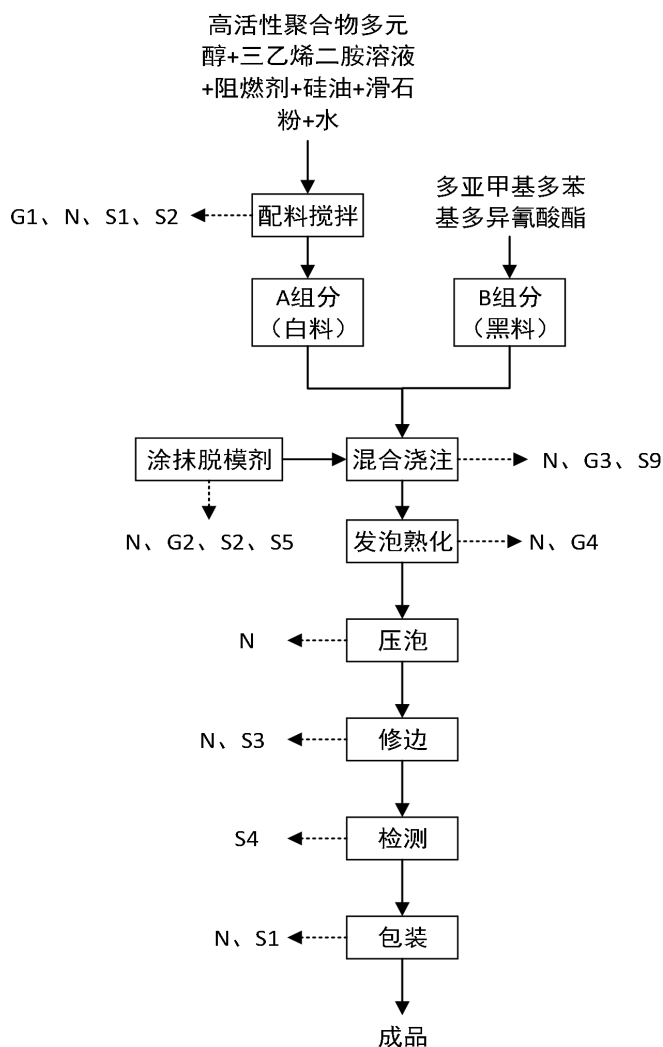 高活性聚合物多元
醇+三乙烯二胺溶液
+阻燃剂+硅油+滑石
粉+水
多亚甲基多苯
基多异氰酸酯
G1、N、S1、S2
配料搅拌
A组分
（白料）
B组分
（黑料）
涂抹脱模剂
混合浇注
N、G3、S9
N、G2、S2、S5
发泡熟化
N、G4
N
压泡
N、S3
修边
S4
检测
N、S1
包装
成品